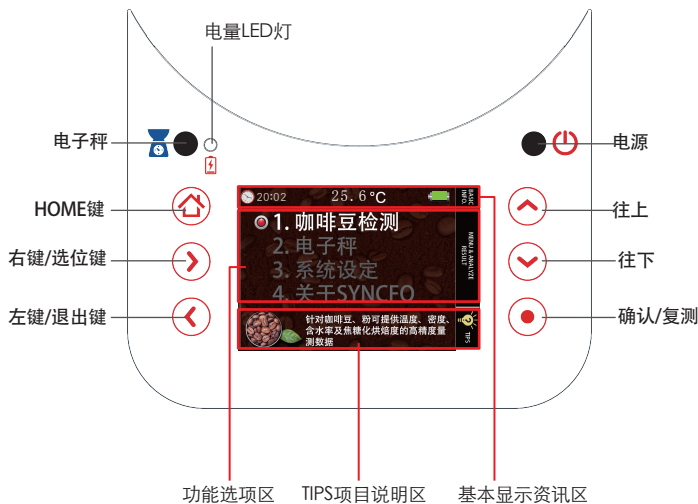 电量LED灯
电子秤
电源
HOME键
往上
右键/选位键
往下
左键/退出键
确认/复测
20:02 25.6°C
BASIC
INFO.
1. 咖啡豆检测
2. 电子秤
3. 系统设定
4. 关于SYNCFO
MENU & ANALYZE
RESULT
针对咖啡豆、粉可提供温度、密度、
含水率及焦糖化烘焙度的高精度量
测数据
TIPS
功能选项区 TIPS项目说明区 基本显示资讯区